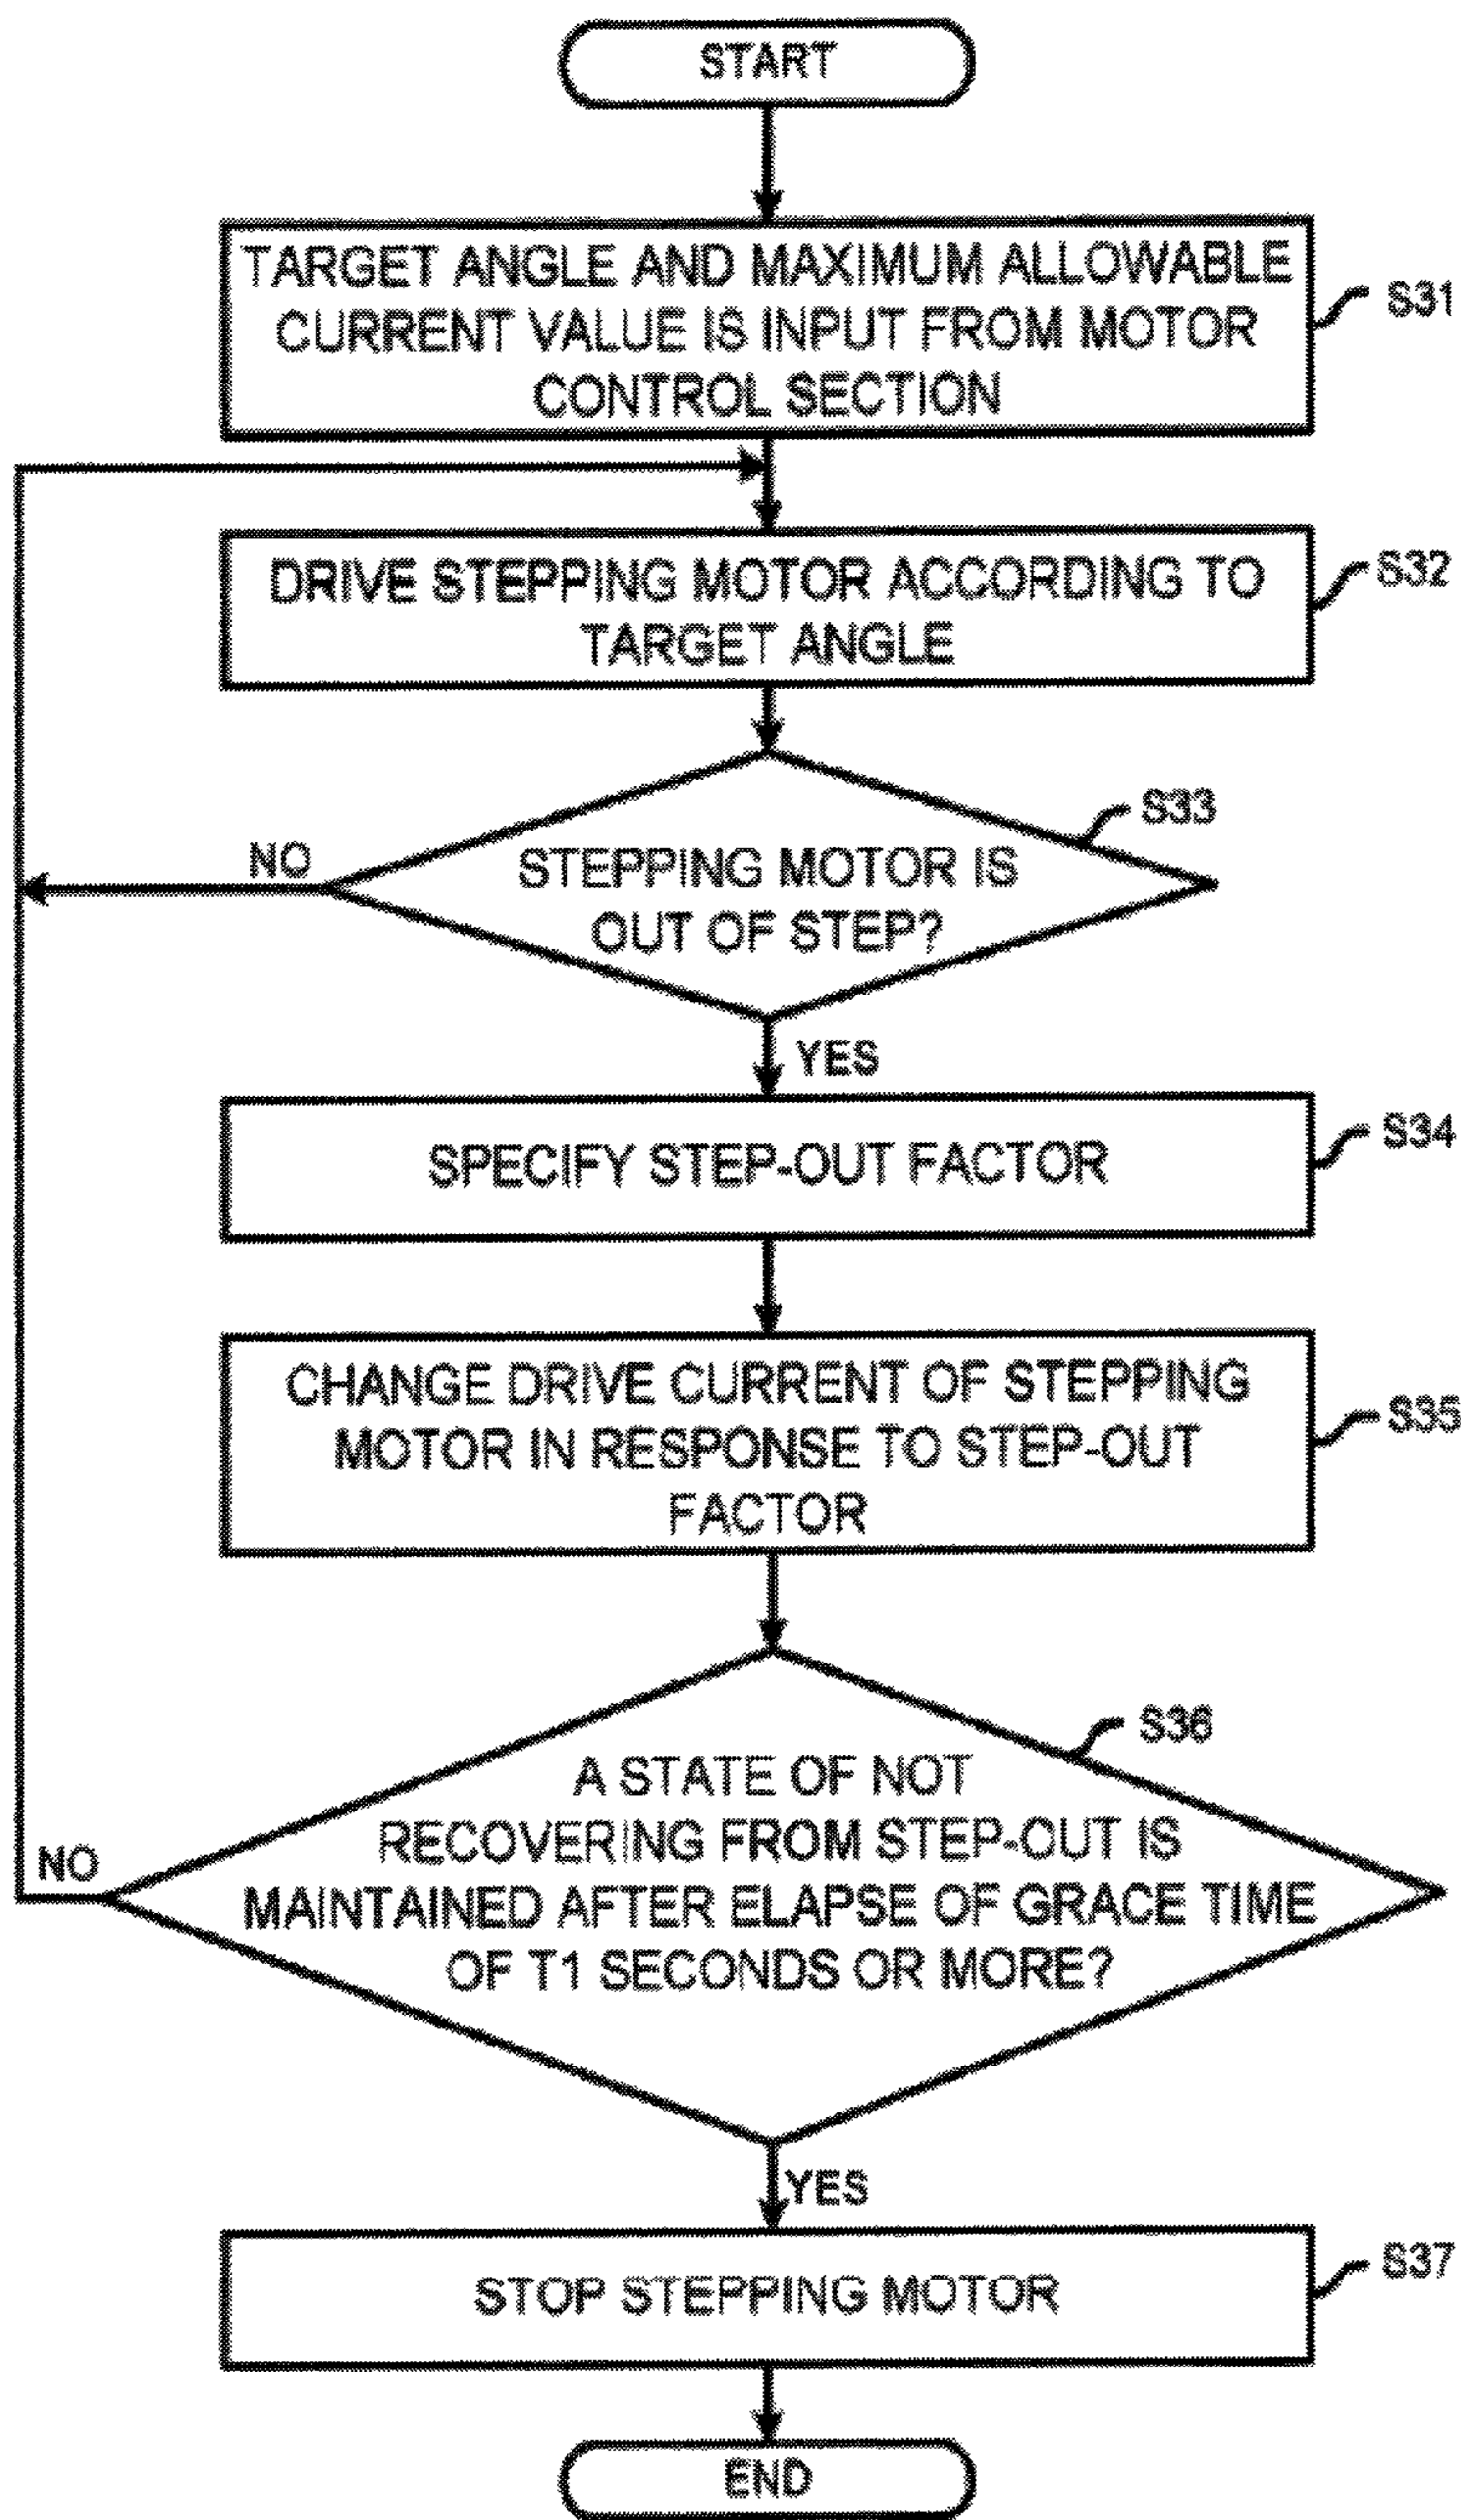 START
TARGET ANGLE AND MAXIMUM ALLOWABLE
CURRENT VALUE IS INPUT FROM MOTOR
CONTROL SECTION
S31
DRIVE STEPPING MOTOR ACCORDING TO
TARGET ANGLE
S32
S33
NO
STEPPING MOTOR IS
OUT OF STEP?
YES
SPECIFY STEP-OUT FACTOR
S34
CHANGE DRIVE CURRENT OF STEPPING
MOTOR IN RESPONSE TO STEP-OUT
FACTOR
S35
S36
A STATE OF NOT
RECOVERING FROM STEP-OUT IS
MAINTAINED AFTER ELAPSE OF GRACE TIME
OF T1 SECONDS OR MORE?
NO
YES
STOP STEPPING MOTOR
S37
END